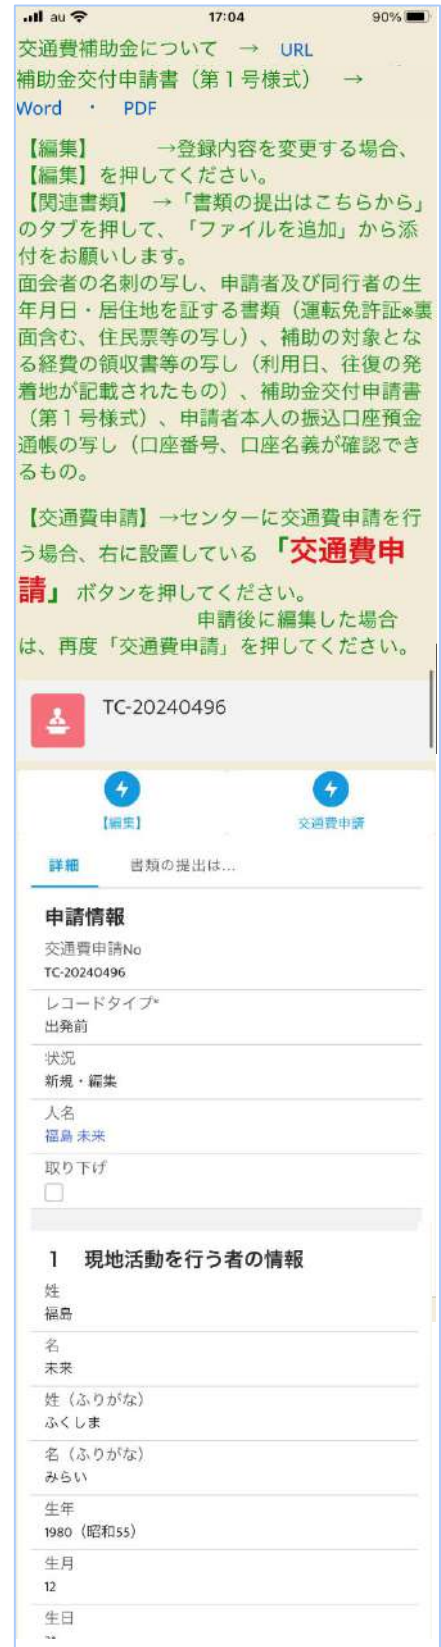 au 17:04 90%
交通費補助金について → URL
補助金交付申請書（第１号様式） →
Word ・ PDF
【編集】 →登録内容を変更する場合、
【編集】を押してください。
【関連書類】 →「書類の提出はこちらから」
のタブを押して、「ファイルを追加」から添
付をお願いします。
面会者の名刺の写し、申請者及び同行者の生
年月日・居住地を証する書類（運転免許証※裏
面含む、住民票等の写し）、補助の対象とな
る経費の領収書等の写し（利用日、往復の発
着地が記載されたもの）、補助金交付申請書
（第１号様式）、申請者本人の振込口座預金
通帳の写し（口座番号、口座名義が確認でき
るもの。
【交通費申請】→センターに交通費申請を行
う場合、右に設置している「交通費申
請」ボタンを押してください。
申請後に編集した場合
は、再度「交通費申請」を押してください。
TC-20240496
【編集】 交通費申請
詳細 書類の提出は...
申請情報
交通費申請No
TC-20240496
レコードタイプ*
出発前
状況
新規・編集
人名
福島 未来
取り下げ
１ 現地活動を行う者の情報
姓
福島
名
未来
姓（ふりがな）
ふくしま
名（ふりがな）
みらい
生年
1980（昭和55）
生月
12
生日